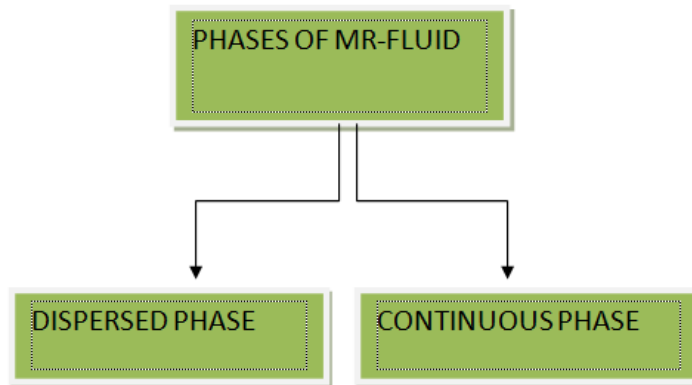 PHASES OF MR-FLUID
DISPERSED PHASE
CONTINUOUS PHASE